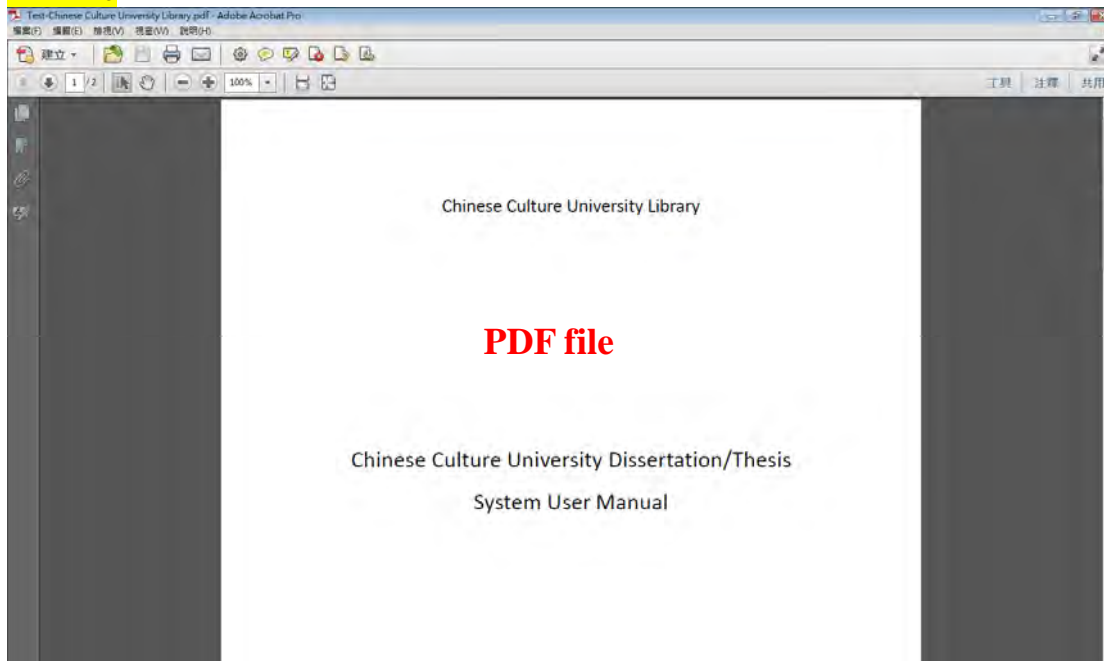 Test-Chinese Culture University Library.pdf - Adobe Acrobat Pro
檔案(F) 編輯(E) 檢視(V) 視窗(W) 說明(H)
建立
1 / 2 100% 工具 注釋 共用
Chinese Culture University Library
PDF file
Chinese Culture University Dissertation/Thesis
System User Manual